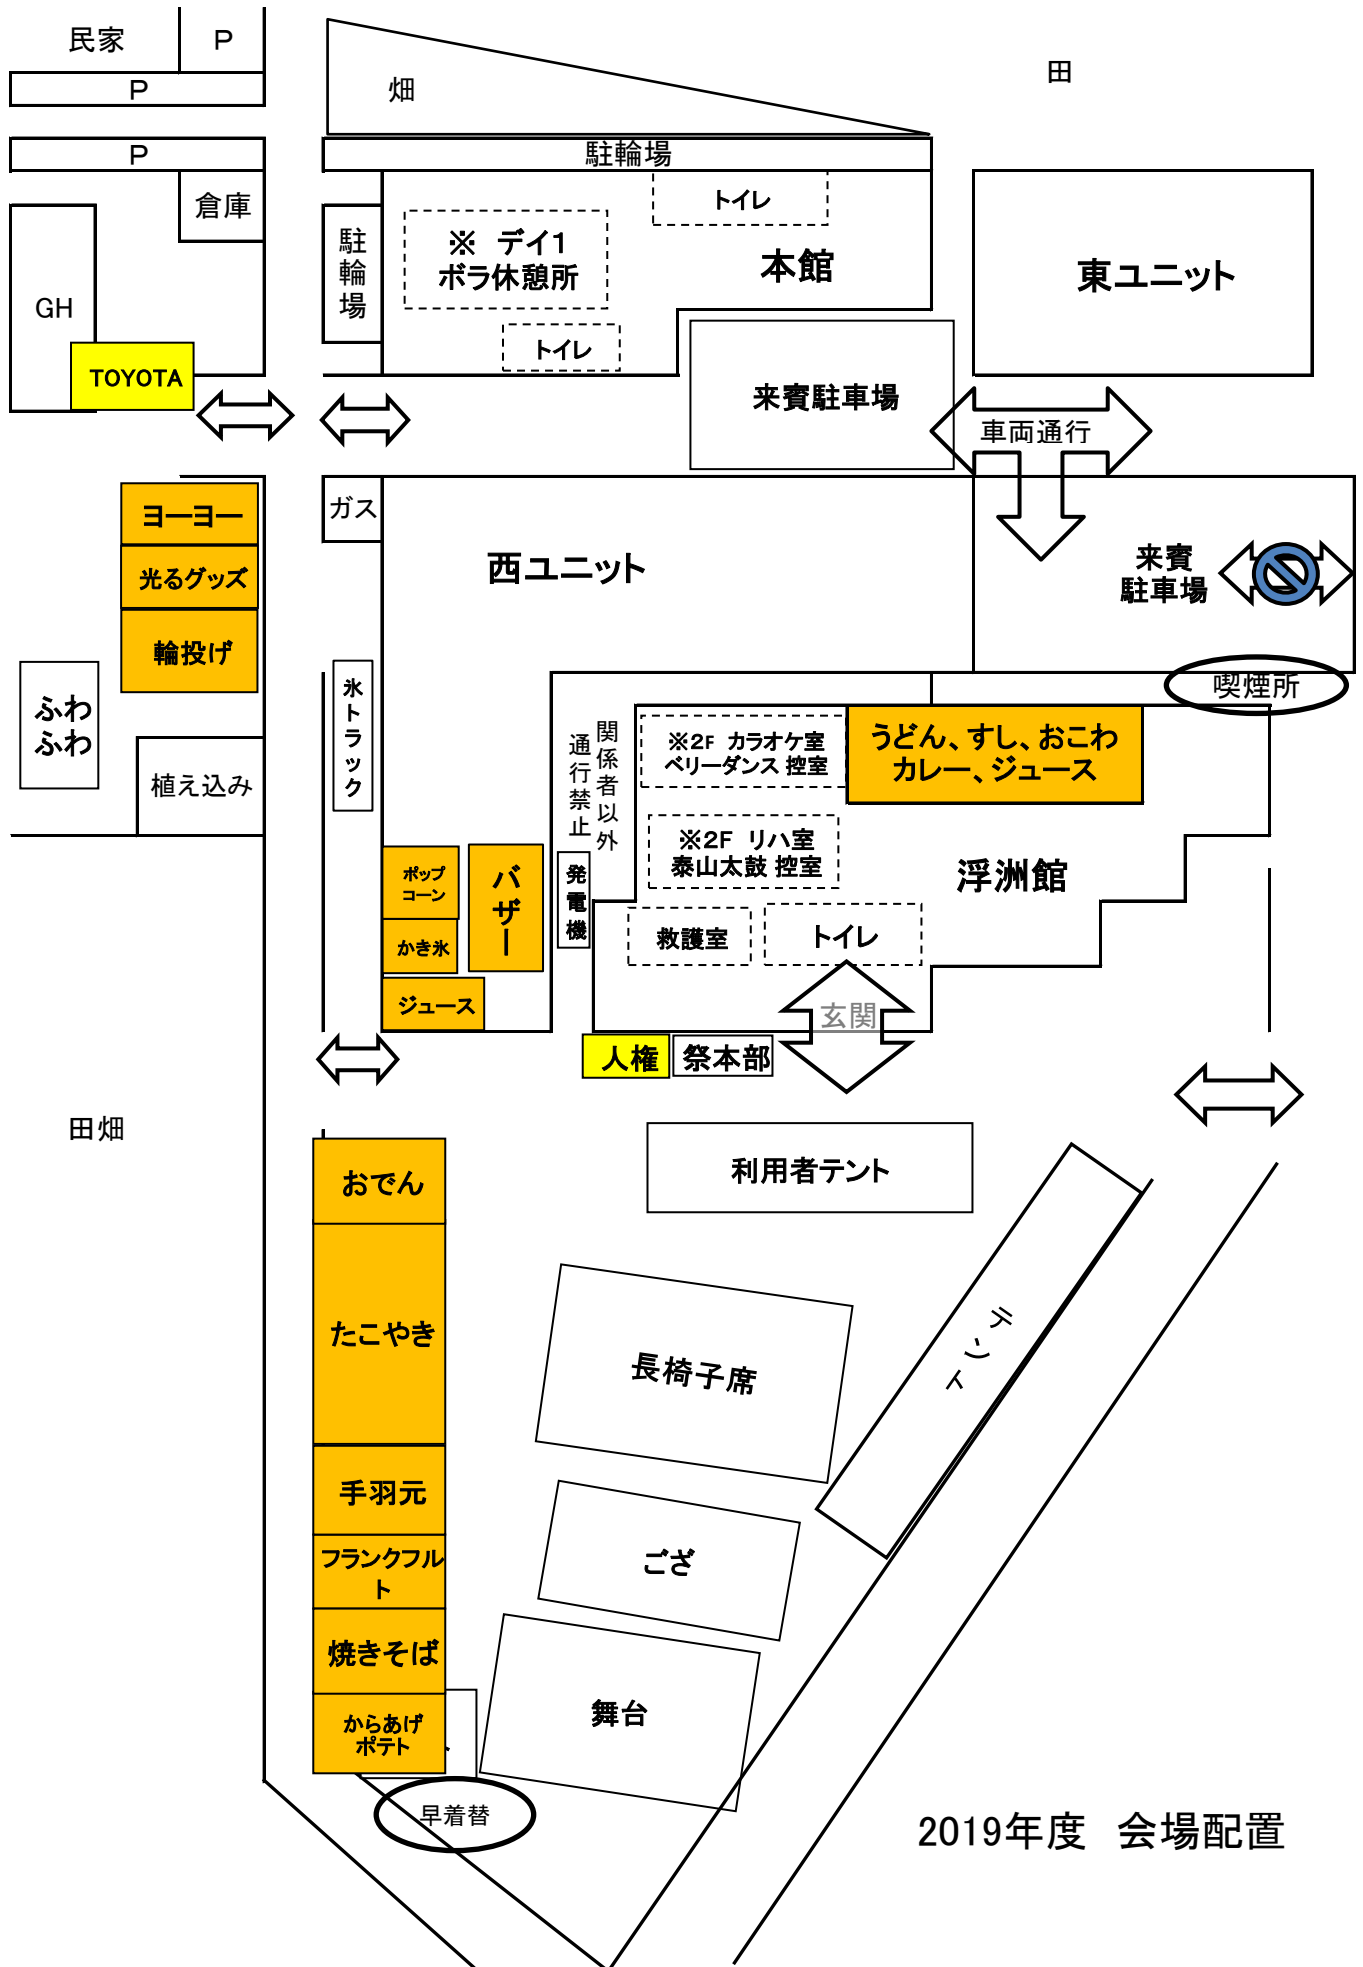 民家
P
P
畑
田
P
駐輪場
倉庫
トイレ
駐輪場
※ デイ1
ボラ休憩所
本館
東ユニット
GH
トイレ
TOYOTA
来賓駐車場
車両通行
ヨーヨー
ガス
光るグッズ
西ユニット
来賓
駐車場
輪投げ
ふわ
ふわ
氷トラック
喫煙所
植え込み
関係者以外
通行禁止
※2F カラオケ室
ベリーダンス 控室
うどん、すし、おこわ
カレー、ジュース
※2F リハ室
泰山太鼓 控室
浮洲館
ポップ
コーン
バザー
発電機
かき氷
救護室
トイレ
ジュース
玄関
人権
祭本部
田畑
おでん
利用者テント
たこやき
テント
長椅子席
手羽元
フランクフル
ト
ござ
焼きそば
からあげ
ポテト
舞台
早着替
2019年度 会場配置